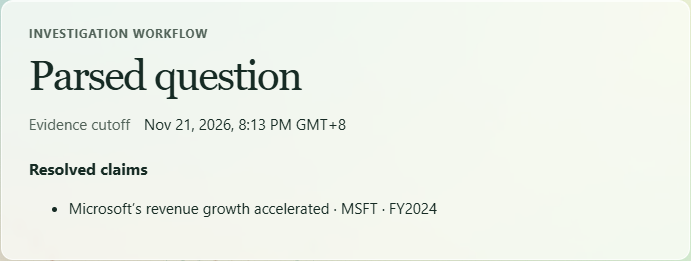 INVESTIGATION WORKFLOW
Parsed question
Evidence cutoff Nov 21, 2026, 8:13 PM GMT+8
Resolved claims
• Microsoft’s revenue growth accelerated · MSFT · FY2024